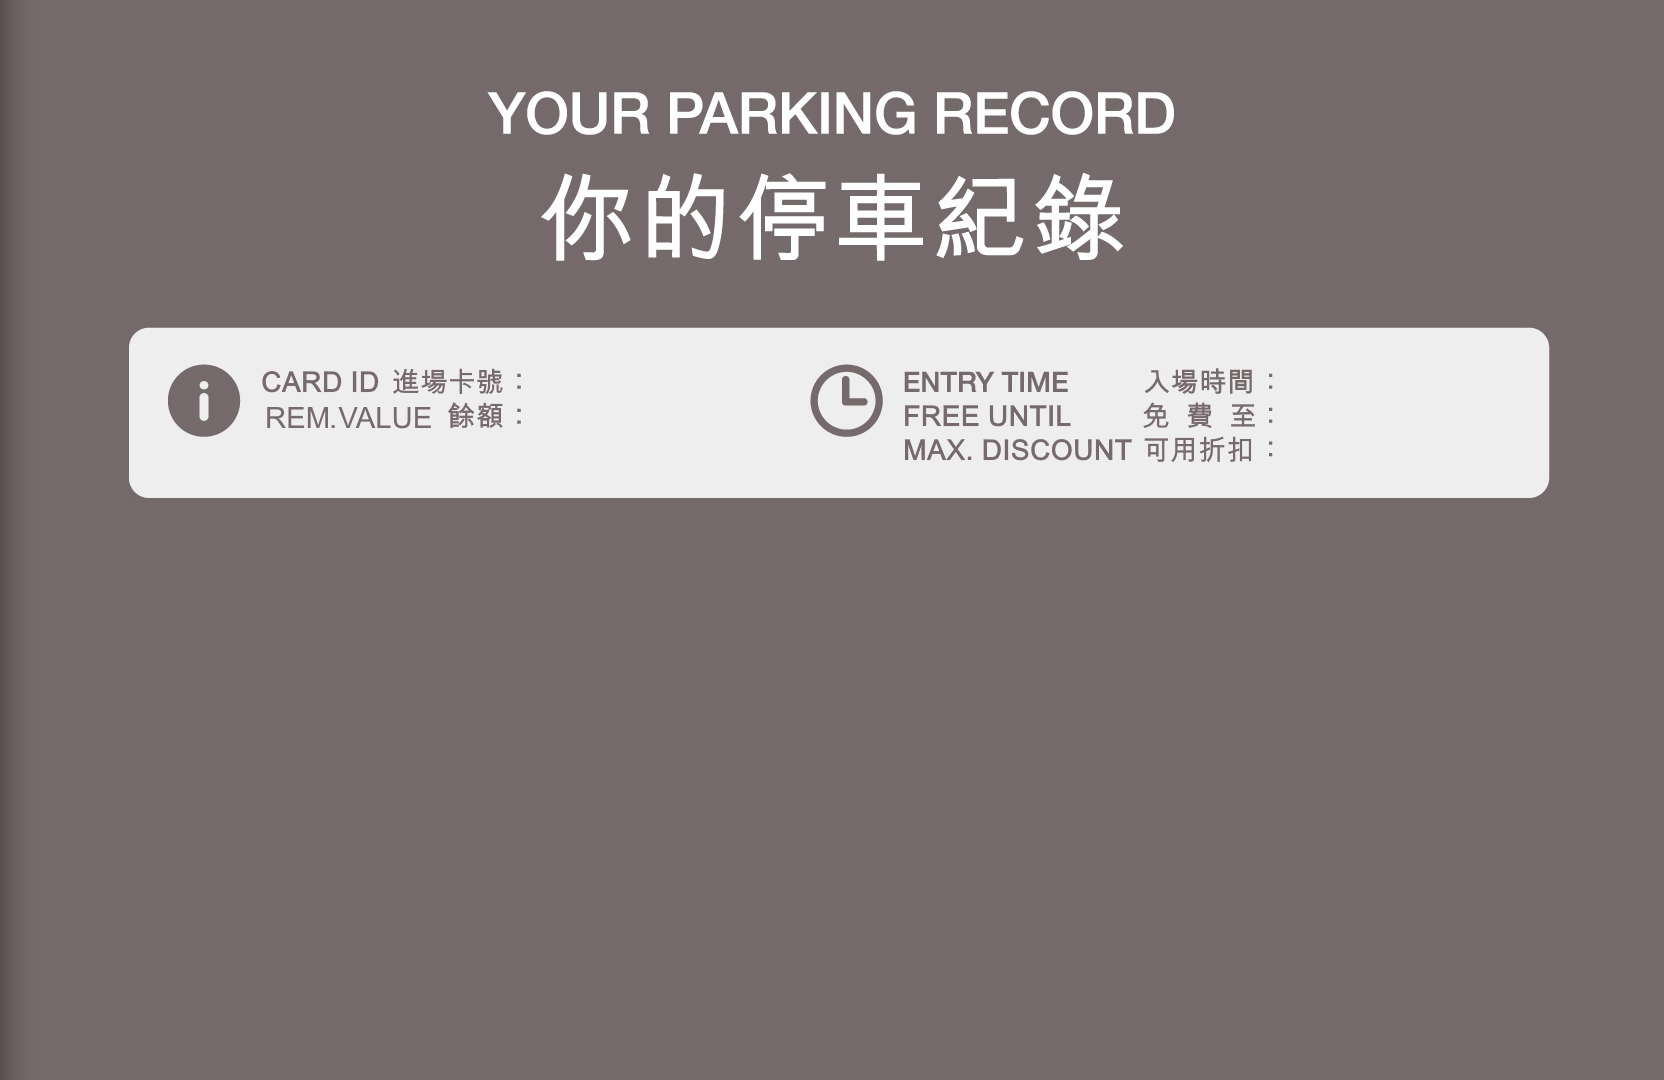 YOUR PARKING RECORD
你的停車紀錄
CARD ID 進場卡號：
REM.VALUE 餘額：
ENTRY TIME 入場時間：
FREE UNTIL 免 費 至：
MAX. DISCOUNT 可用折扣：